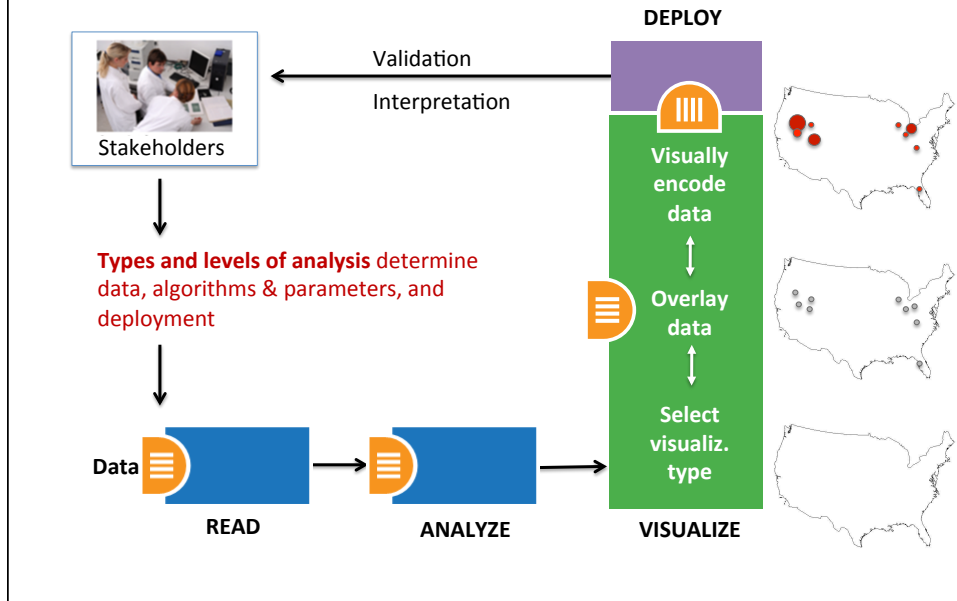 DEPLOY
Validation
Interpretation
Stakeholders
Visually
encode
data
Types and levels of analysis determine
data, algorithms & parameters, and
deployment
Overlay
data
Select
visualiz.
type
Data
READ
ANALYZE
VISUALIZE